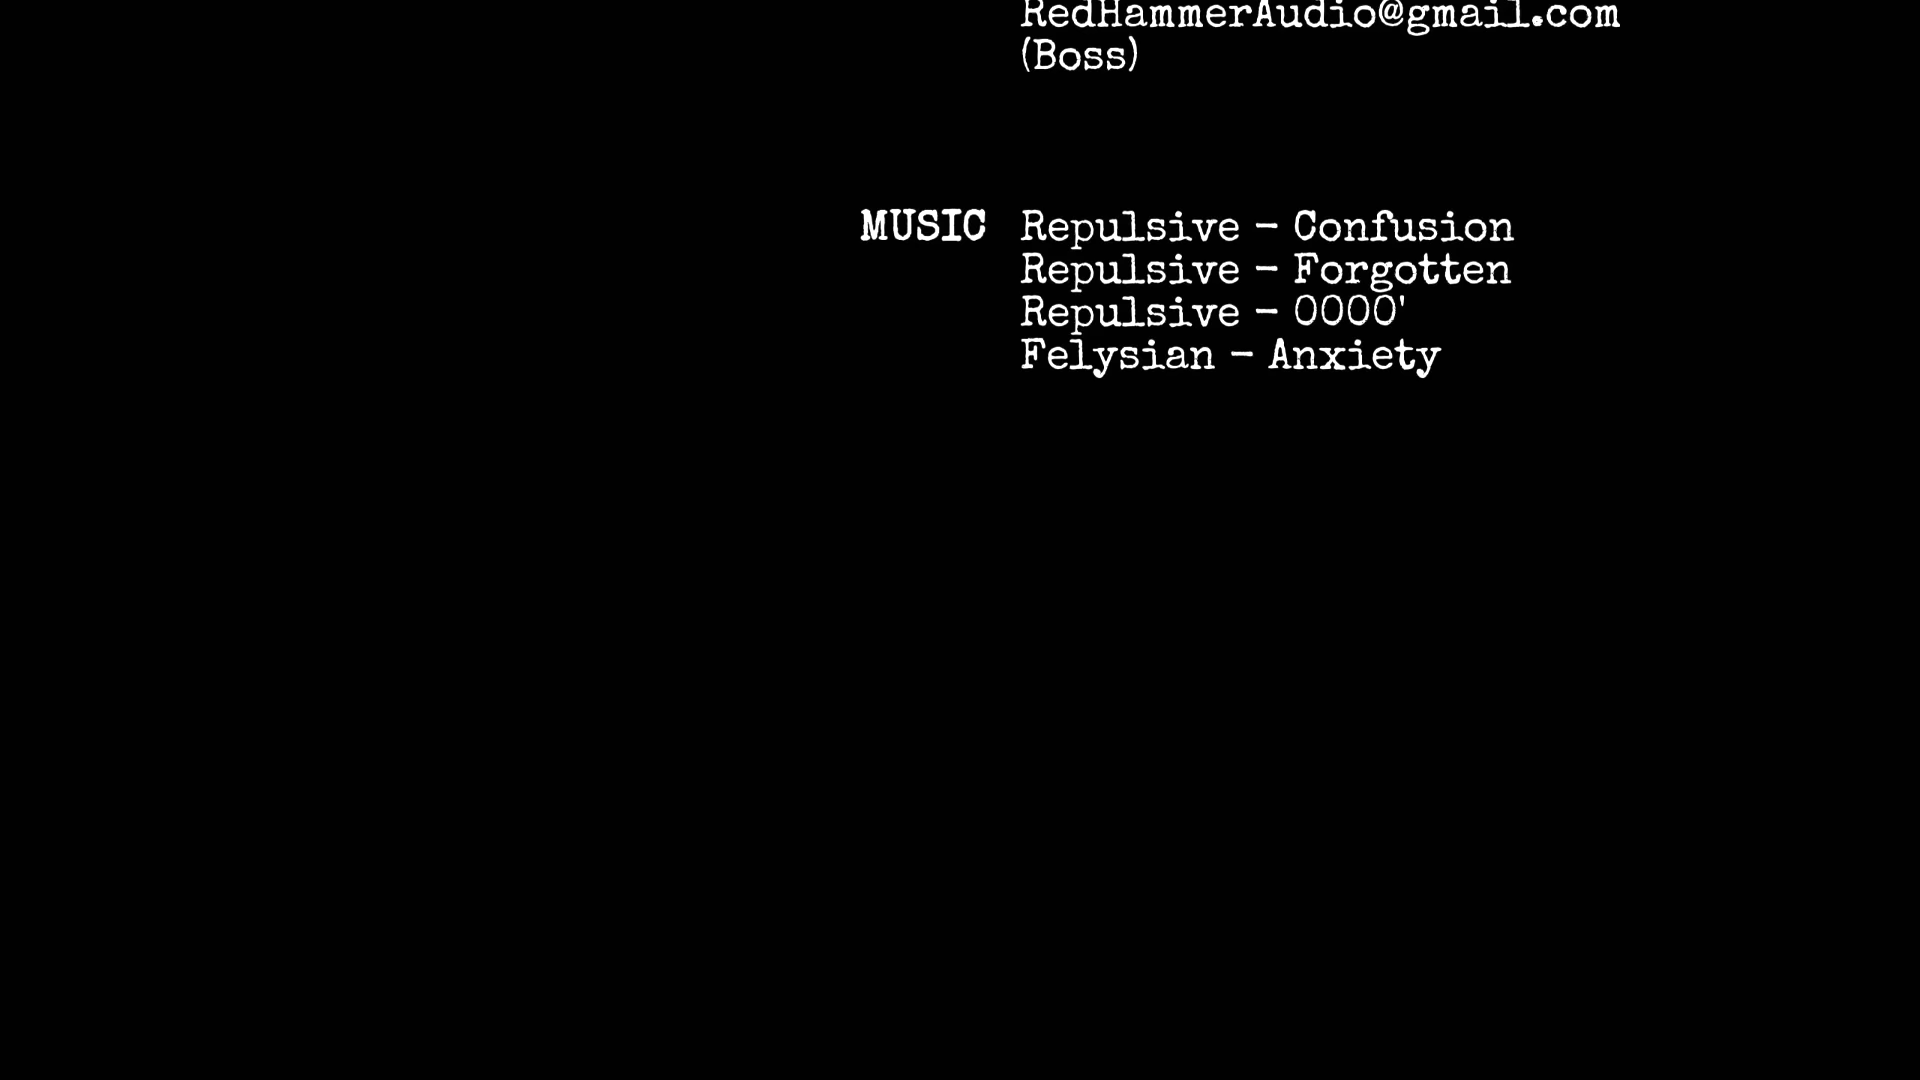 RedHammerAudio@gmail.com
(Boss)
MUSIC Repulsive - Confusion
Repulsive - Forgotten
Repulsive - 0000'
Felysian - Anxiety